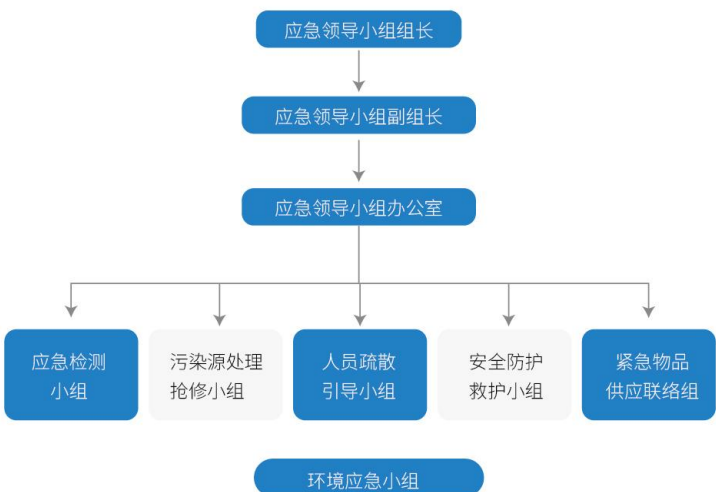 应急领导小组组长
应急领导小组副组长
应急领导小组办公室
应急检测
小组
污染源处理
抢修小组
人员疏散
引导小组
安全防护
救护小组
紧急物品
供应联络组
环境应急小组